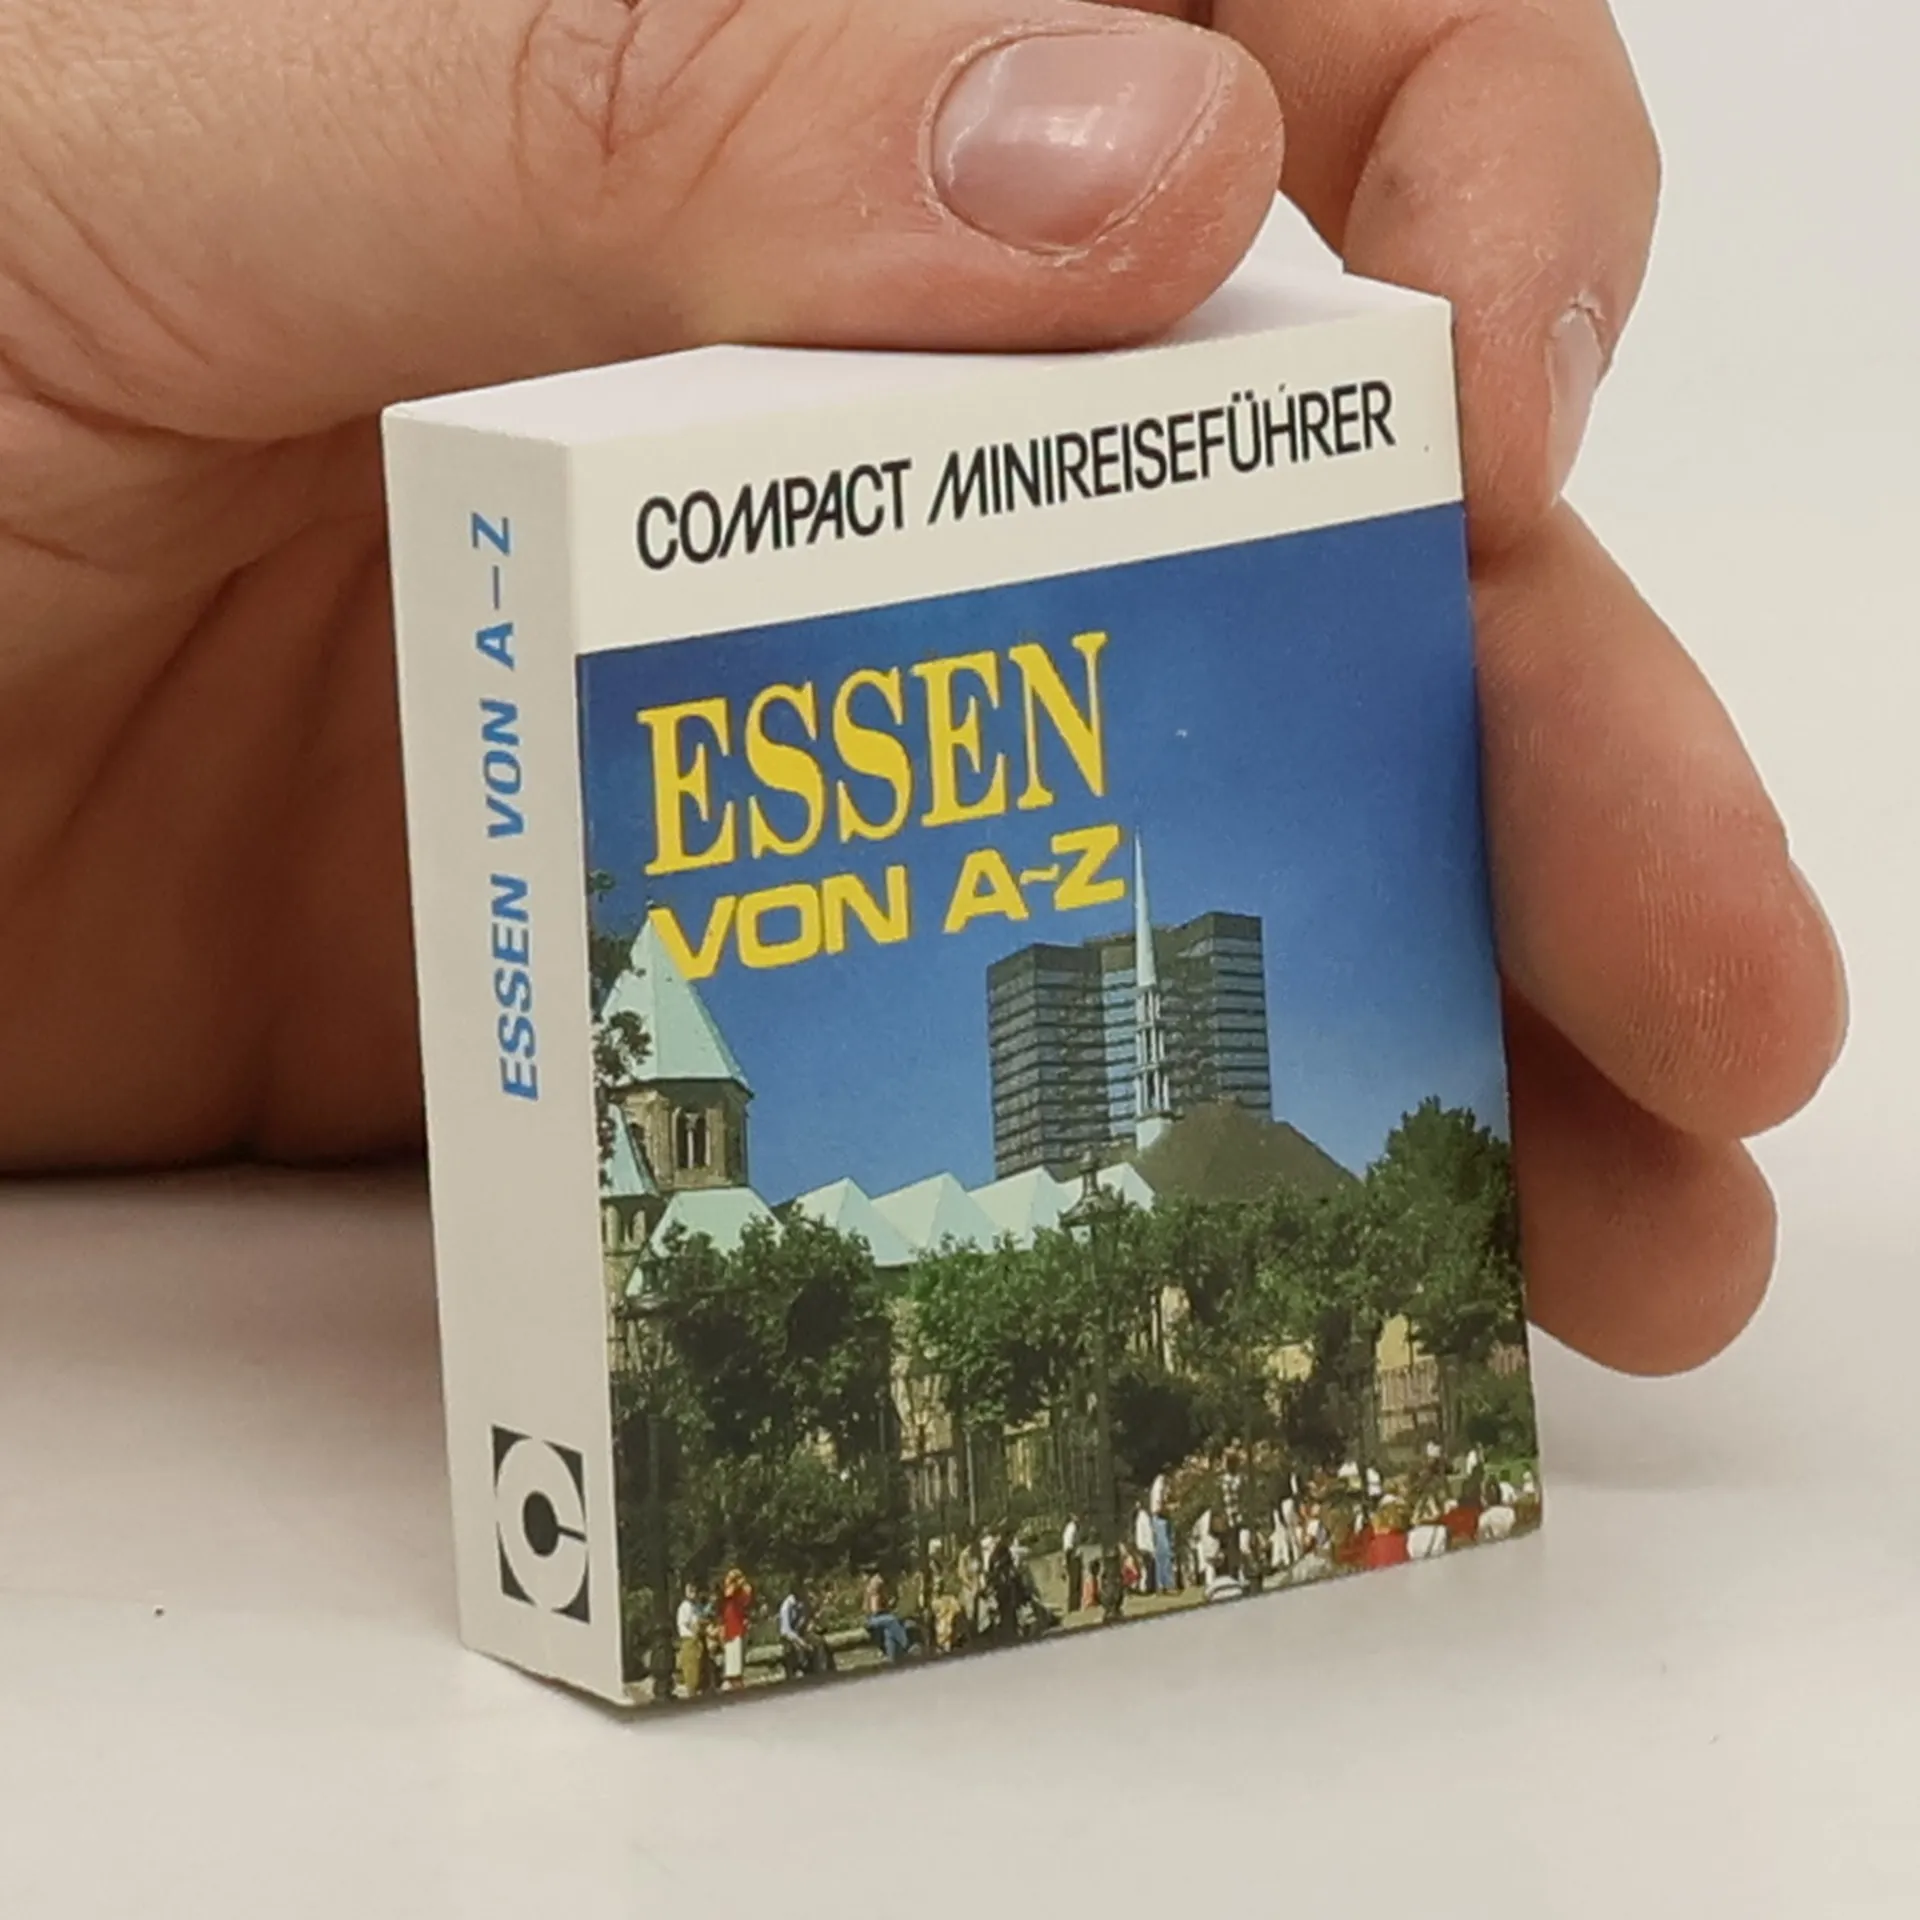 COMPACT MINIREISEFÜHRER
ESSEN
VON A-Z
ESSEN VON A-Z
C